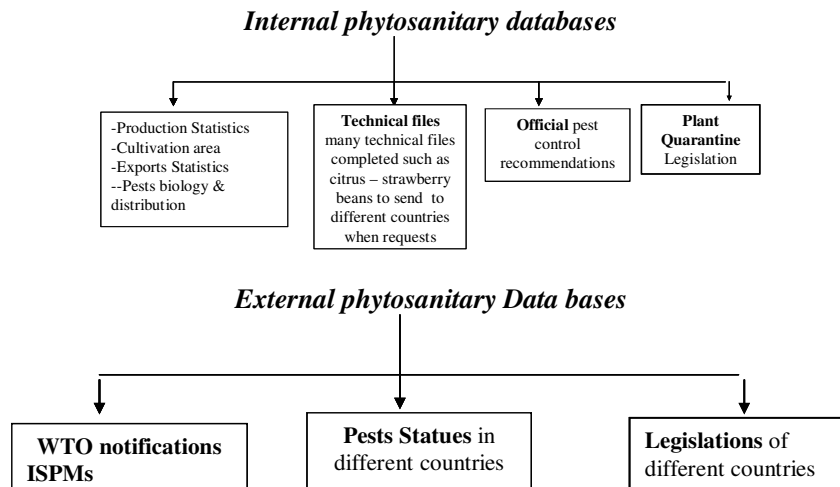 Internal phytosanitary databases
-Production Statistics
-Cultivation area
-Exports Statistics
--Pests biology &
distribution
Technical files
many technical files
completed such as
citrus – strawberry
beans to send to
different countries
when requests
Official pest
control
recommendations
Plant
Quarantine
Legislation
External phytosanitary Data bases
WTO notifications
ISPMs
Pests Statues in
different countries
Legislations of
different countries